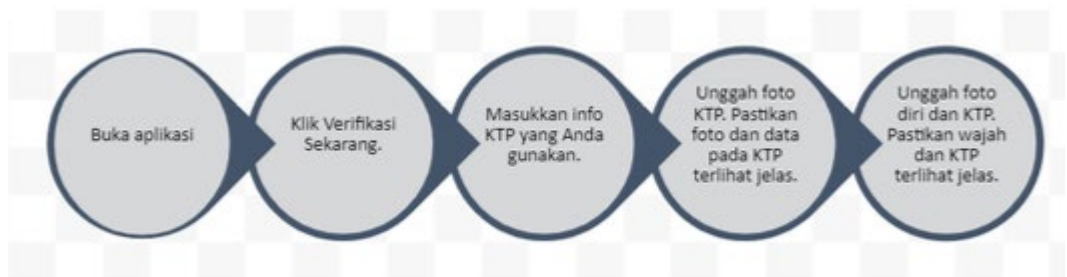 Buka aplikasi
Klik Verifikasi
Sekarang.
Masukkan info
KTP yang Anda
gunakan.
Unggah foto
KTP. Pastikan
foto dan data
pada KTP
terlihat jelas.
Unggah foto
diri dan KTP.
Pastikan wajah
dan KTP
terlihat jelas.